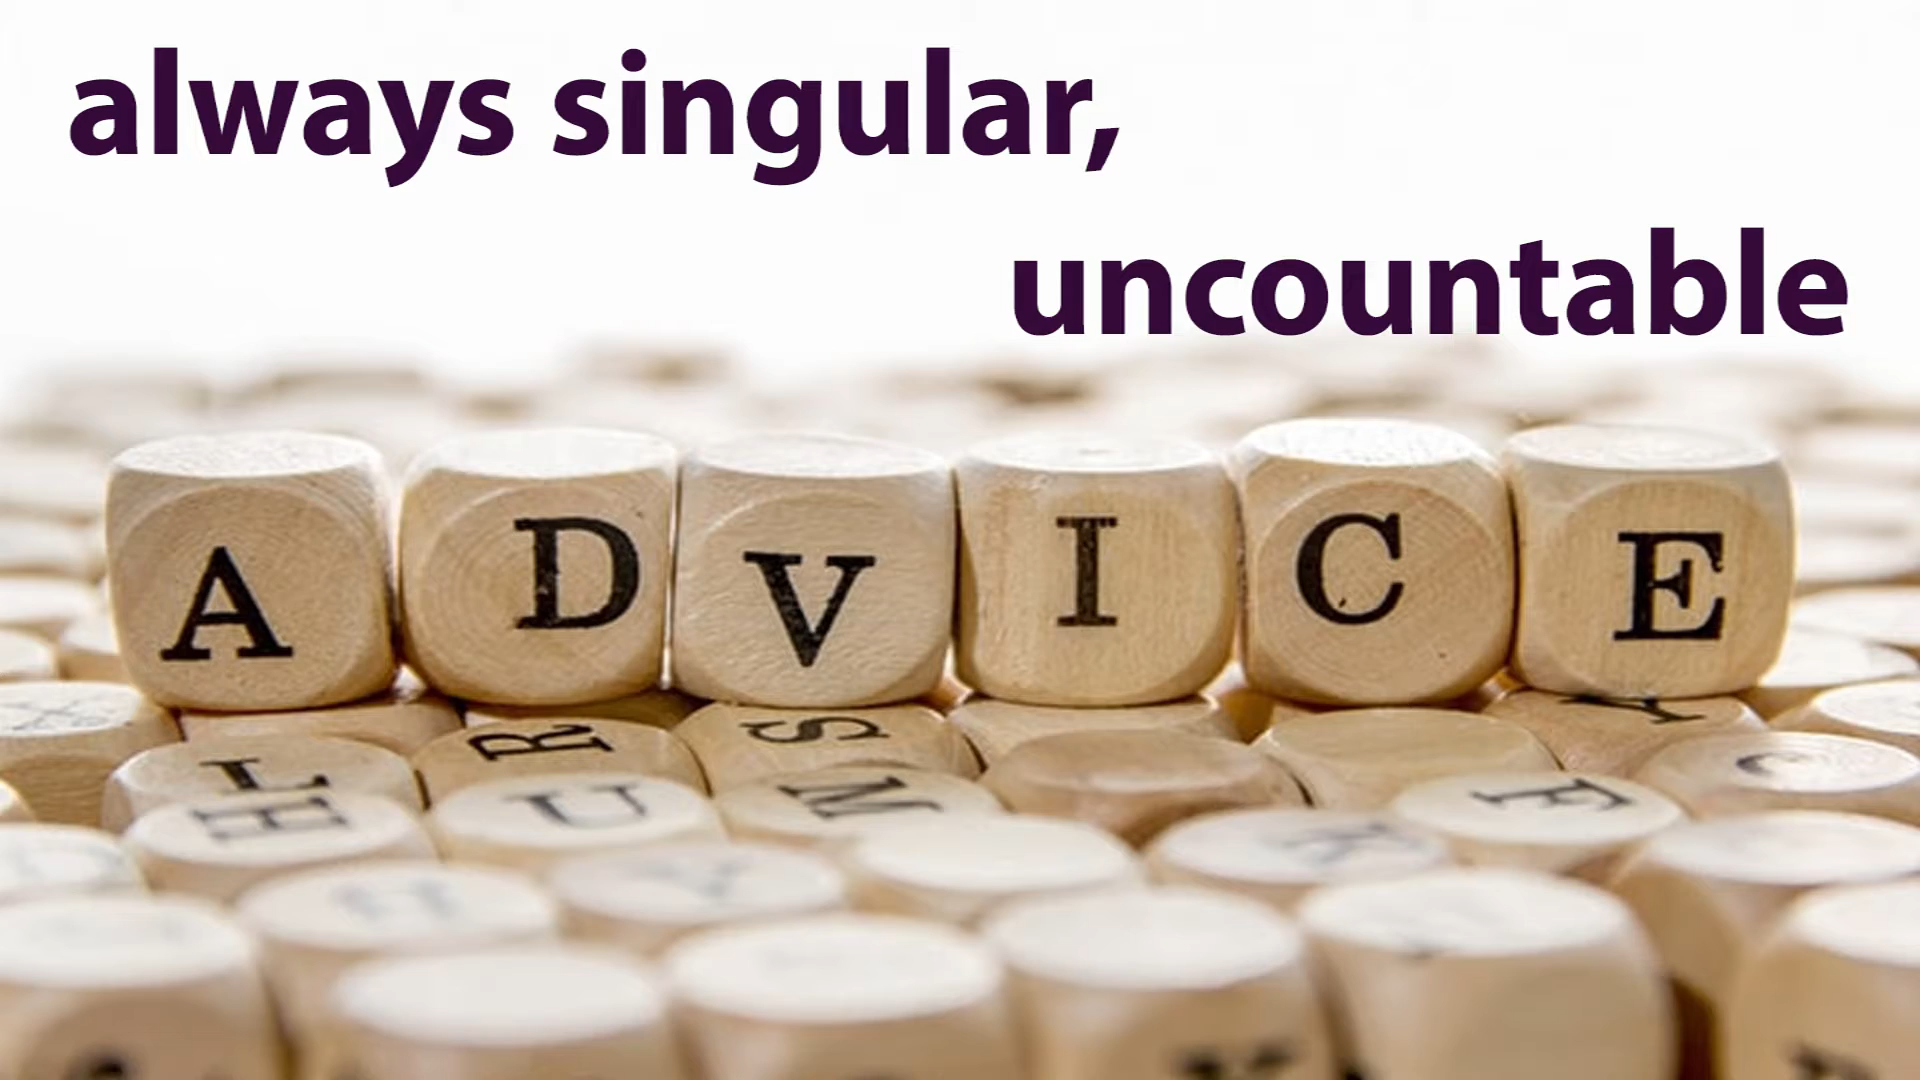 always singular,
uncountable
ADVICE
L R S
H U M K F